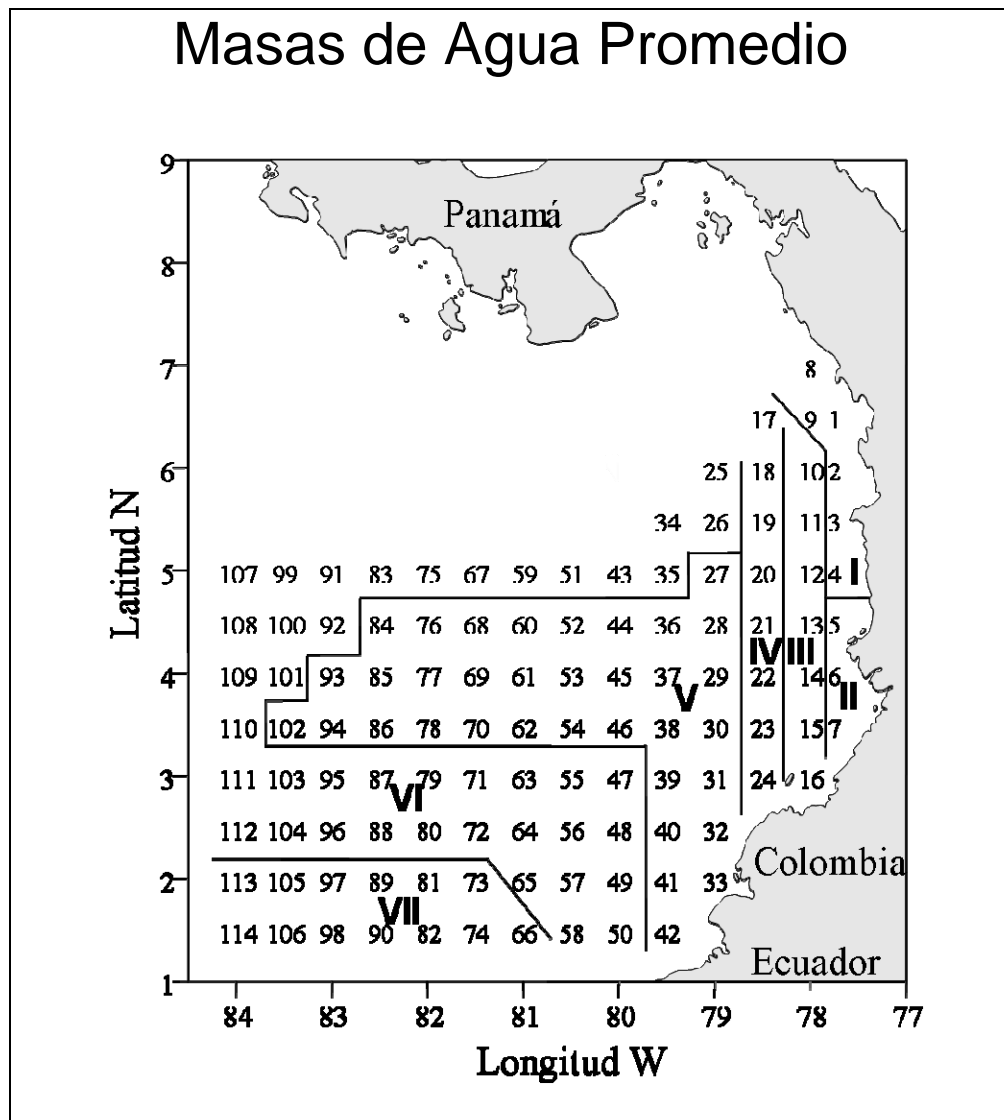 Masas de Agua Promedio
9
Panamá
8
7
8
17 9 1
6
25 18 10 2
34 26 19 11 3
5
107 99 91 83 75 67 59 51 43 35 27 20 12 4 I
108 100 92 84 76 68 60 52 44 36 28 21 13 5
IV III
4
109 101 93 85 77 69 61 53 45 37 29 22 14 6
V II
110 102 94 86 78 70 62 54 46 38 30 23 15 7
3
111 103 95 87 79 71 63 55 47 39 31 24 16
VI
112 104 96 88 80 72 64 56 48 40 32
Colombia
2
113 105 97 89 81 73 65 57 49 41 33
VII
114 106 98 90 82 74 66 58 50 42
Ecuador
1
84 83 82 81 80 79 78 77
Latitud N
Longitud W